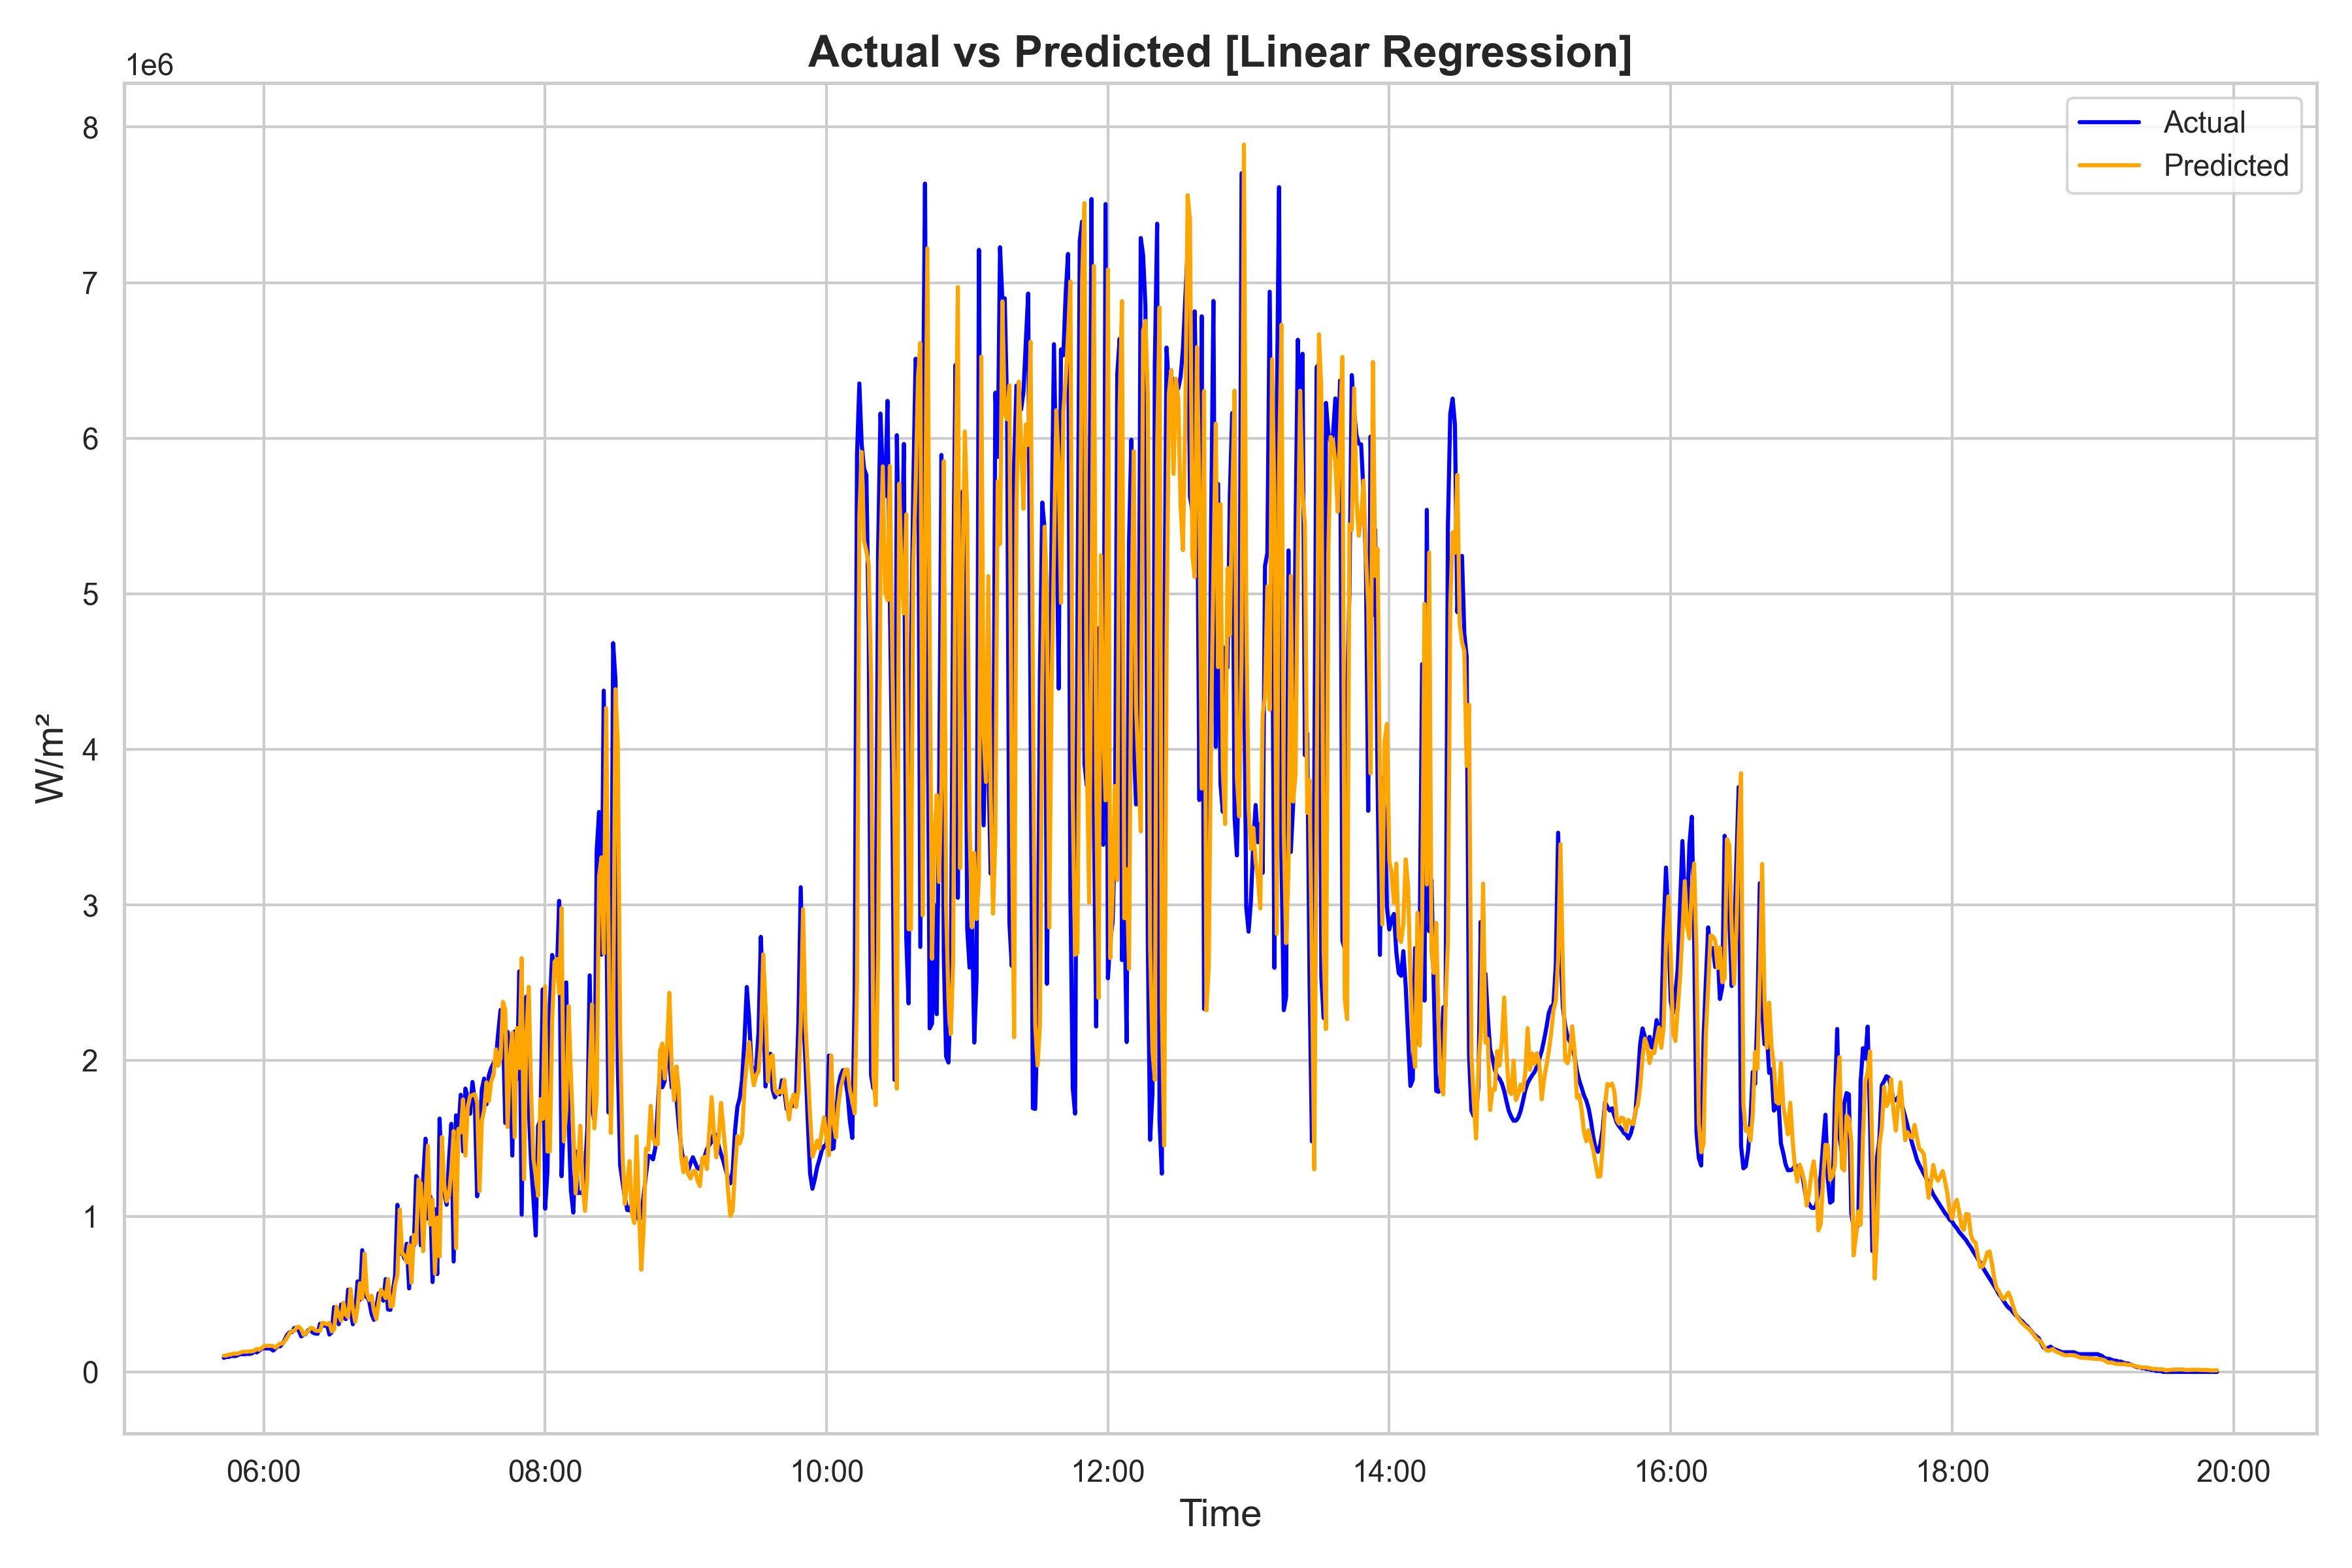 Actual vs Predicted [Linear Regression]
1e6
Actual
Predicted
8
7
6
5
4
3
2
1
0
W/m²
06:00 08:00 10:00 12:00 14:00 16:00 18:00 20:00
Time